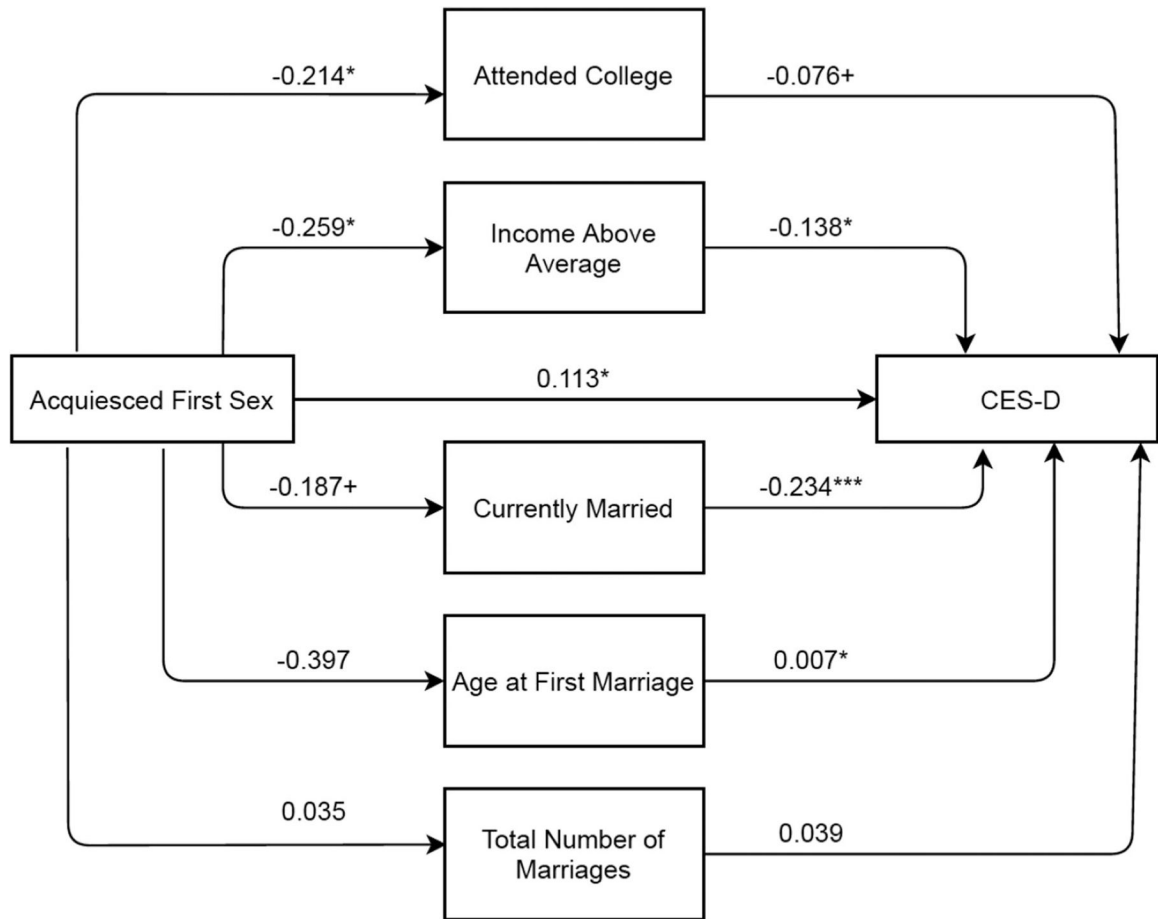 -0.214*
Attended College
-0.076+
-0.259*
Income Above
Average
-0.138*
Acquiesced First Sex
0.113*
CES-D
-0.187+
Currently Married
-0.234***
-0.397
Age at First Marriage
0.007*
0.035
Total Number of
Marriages
0.039